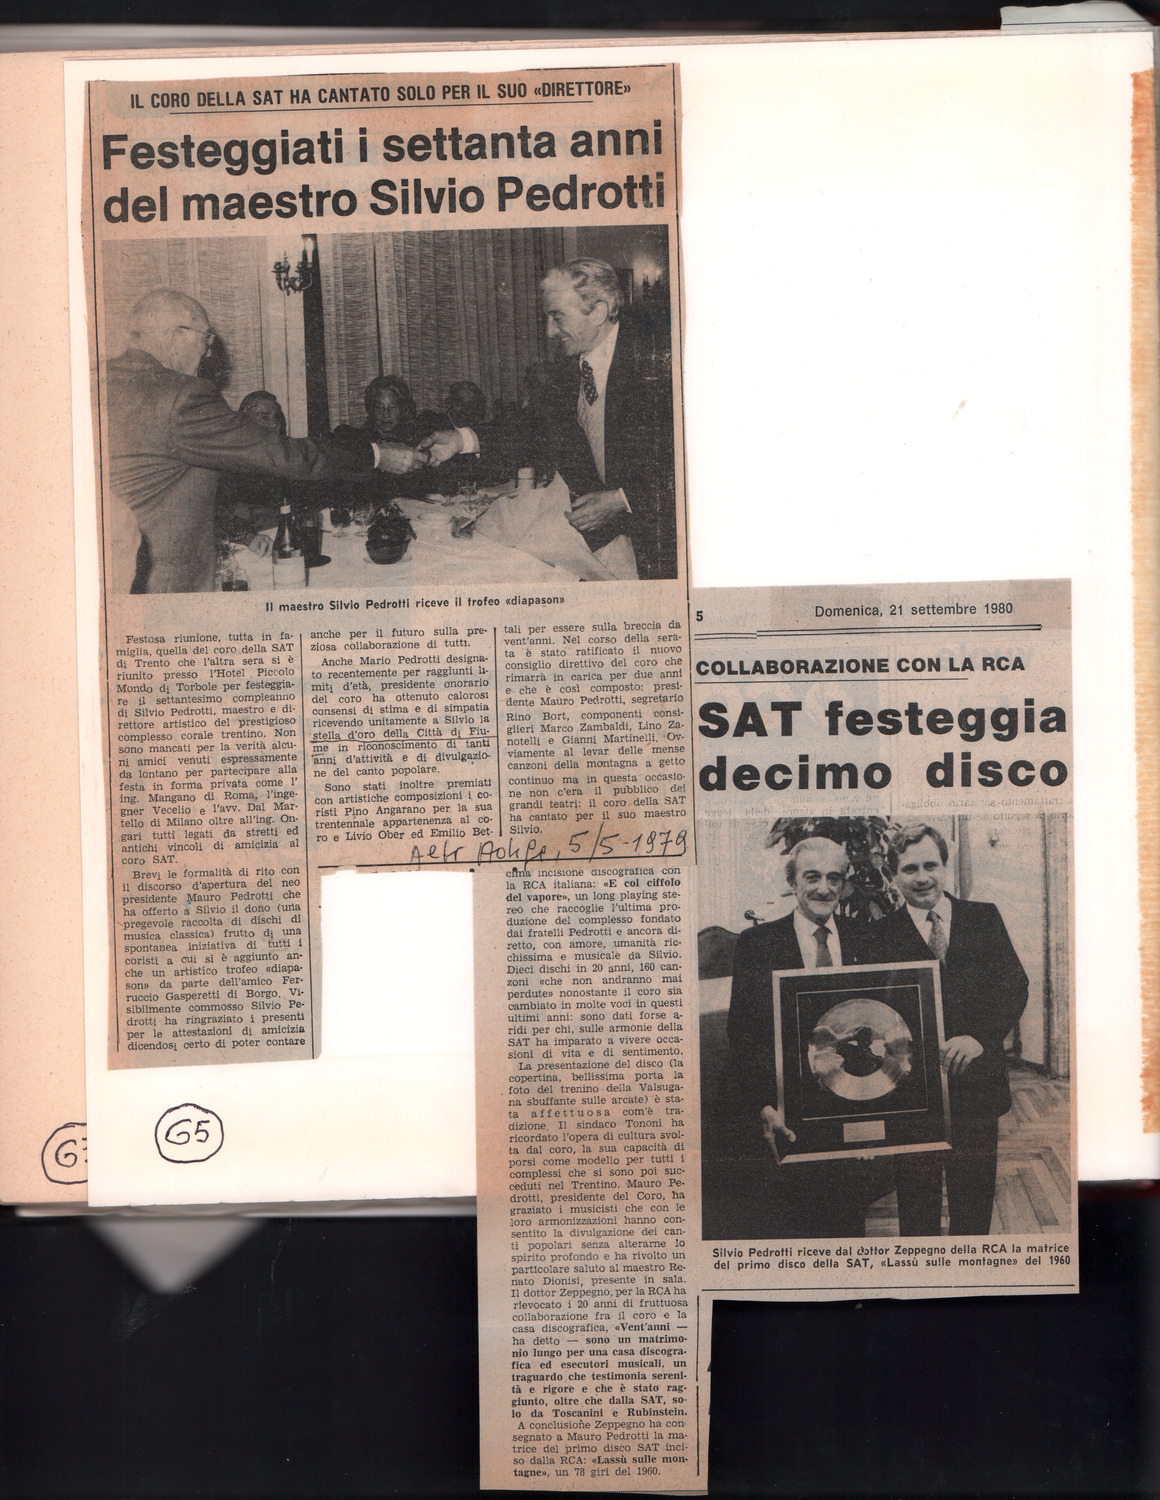 IL CORO DELLA SAT HA CANTATO SOLO PER IL SUO «DIRETTORE»
Festeggiati i settanta anni
del maestro Silvio Pedrotti
Il maestro Silvio Pedrotti riceve il trofeo «diapason»
Festosa riunione, tutta in fa-
miglia, quella del coro della SAT
di Trento che l'altra sera si è
riunito presso l'Hotel Piccolo
Mondo di Torbole per festeggia-
re il settantesimo compleanno
di Silvio Pedrotti, maestro e di-
rettore artistico del prestigioso
complesso corale trentino. Non
sono mancati per la verità alcu-
ni amici venuti espressamente
da lontano per partecipare alla
festa in forma privata come l'
ing. Mangano di Roma, l'inge-
gner Vecelio e l'avv. Dal Mar-
tello di Milano oltre all'ing. On-
gari tutti legati da stretti ed
antichi vincoli di amicizia al
coro SAT.
Brevi le formalità di rito con
il discorso d'apertura del neo
presidente Mauro Pedrotti che
ha offerto a Silvio il dono (una
pregevole raccolta di dischi di
musica classica) frutto di una
spontanea iniziativa di tutti i
coristi a cui si è aggiunto an-
che un artistico trofeo «diapa-
son» da parte dell'amico Fer-
ruccio Gasperetti di Borgo. Vi-
sibilmente commosso Silvio Pe-
drotti ha ringraziato i presenti
per le attestazioni di amicizia
dicendosi certo di poter contare
anche per il futuro sulla pre-
ziosa collaborazione di tutti.
Anche Mario Pedrotti designa-
to recentemente per raggiunti li-
miti d'età, presidente onorario
del coro ha ottenuto calorosi
consensi di stima e di simpatia
ricevendo unitamente a Silvio la
stella d'oro della Città di Fiu-
me in riconoscimento di tanti
anni d'attività e di divulgazio-
ne del canto popolare.
Sono stati inoltre premiati
con artistiche composizioni i co-
risti Pino Angarano per la sua
trentennale appartenenza al co-
ro e Livio Ober ed Emilio Bet-
tali per essere sulla breccia da
vent'anni. Nel corso della sera-
ta è stato ratificato il nuovo
consiglio direttivo del coro che
rimarrà in carica per due anni
e che è così composto: presi-
dente Mauro Pedrotti, segretario
Rino Bort, componenti consi-
glieri Marco Zambaldi, Lino Za-
notelli e Gianni Martinelli. Ov-
viamente al levar delle mense
canzoni della montagna a getto
continuo ma in questa occasio-
ne non c'era il pubblico dei
grandi teatri: il coro della SAT
ha cantato per il suo maestro
Silvio.
5/5-1979
5
Domenica, 21 settembre 1980
COLLABORAZIONE CON LA RCA
SAT festeggia
decimo disco
Silvio Pedrotti riceve dal dottor Zeppegno della RCA la matrice
del primo disco della SAT, «Lassù sulle montagne» del 1960
cima incisione discografica con
la RCA italiana: «E col ciffolo
del vapore», un long playing ste-
reo che raccoglie l'ultima pro-
duzione del complesso fondato
dai fratelli Pedrotti e ancora di-
retto, con amore, umanità ric-
chissima e musicale da Silvio.
Dieci dischi in 20 anni, 160 can-
zoni «che non andranno mai
perdute» nonostante il coro sia
cambiato in molte voci in questi
ultimi anni: sono dati forse a-
ridi per chi, sulle armonie della
SAT ha imparato a vivere occa-
sioni di vita e di sentimento.
La presentazione del disco (la
copertina, bellissima porta la
foto del trenino della Valsuga-
na sbuffante sulle arcate) è sta-
ta affettuosa com'è tra-
dizione. Il sindaco Tononi ha
ricordato l'opera di cultura svol-
ta dal coro, la sua capacità di
porsi come modello per tutti i
complessi che si sono poi suc-
ceduti nel Trentino. Mauro Pe-
drotti, presidente del Coro, ha
graziato i musicisti che con le
loro armonizzazioni hanno con-
sentito la divulgazione dei can-
ti popolari senza alterarne lo
spirito profondo e ha rivolto un
particolare saluto al maestro Re-
nato Dionisi, presente in sala.
Il dottor Zeppegno, per la RCA ha
rievocato i 20 anni di fruttuosa
collaborazione fra il coro e la
casa discografica, «Vent'anni —
ha detto — sono un matrimo-
nio lungo per una casa discogra-
fica ed esecutori musicali, un
traguardo che testimonia sereni-
tà e rigore e che è stato rag-
giunto, oltre che dalla SAT, so-
lo da Toscanini e Rubinstein.
A conclusione Zeppegno ha con-
segnato a Mauro Pedrotti la ma-
trice del primo disco SAT inci-
so dalla RCA: «Lassù sulle mon-
tagne», un 78 giri del 1960.
G5